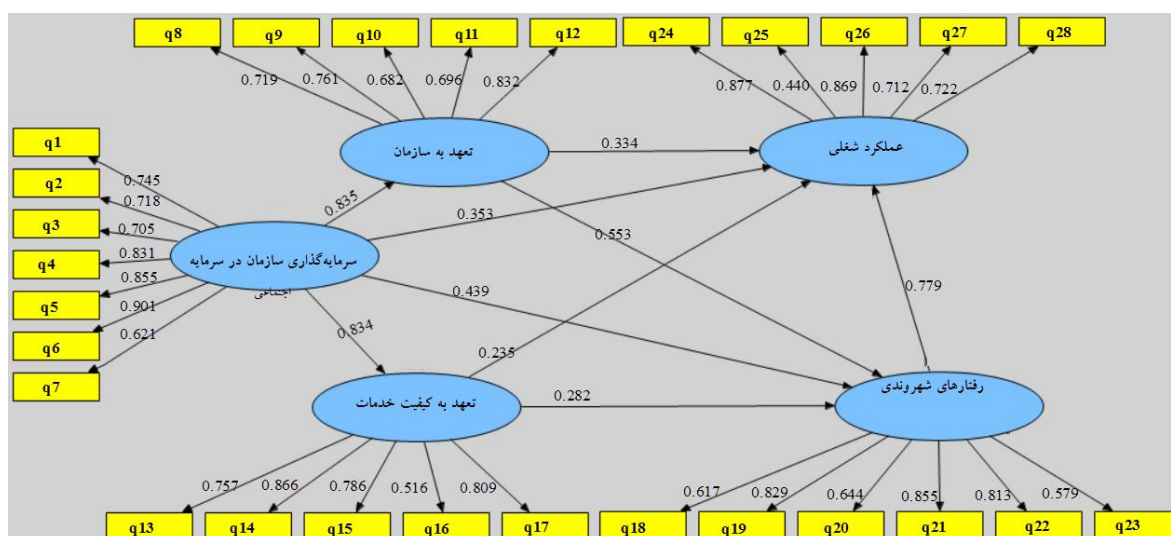 q8 q9 q10 q11 q12 q24 q25 q26 q27 q28
0.719 0.761 0.682 0.696 0.832 0.877 0.440 0.869 0.712 0.722
q1
q2
q3
q4
q5
q6
q7
0.745
0.718
0.705
0.831
0.855
0.901
0.621
تعهد به سازمان
عملکرد شغلی
0.334
0.835
0.353
0.553
سرمایه‌گذاری سازمان در سرمایه
اجتماعی
0.439
0.779
0.834
0.235
تعهد به کیفیت خدمات
0.282
رفتارهای شهروندی
0.757 0.866 0.786 0.516 0.809 0.617 0.829 0.644 0.855 0.813 0.579
q13 q14 q15 q16 q17 q18 q19 q20 q21 q22 q23